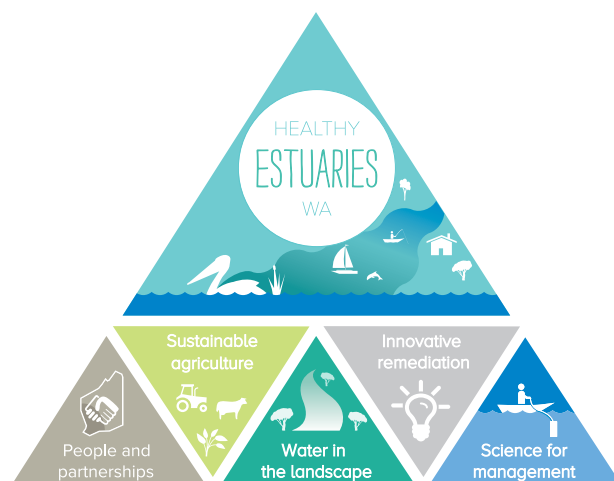 HEALTHY
ESTUARIES
WA
Sustainable
agriculture
Innovative
remediation
People and
partnerships
Water in
the landscape
Science for
management